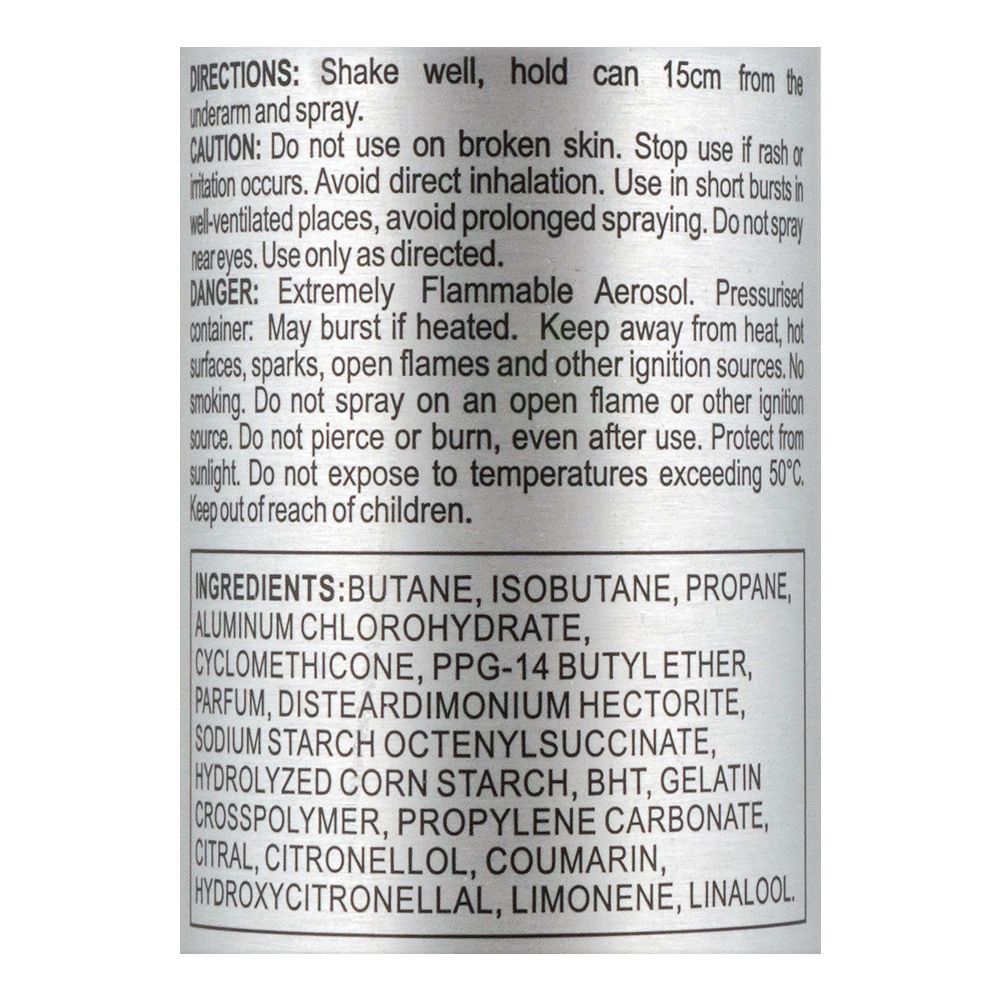 DIRECTIONS: Shake well, hold can 15cm from the
underarm and spray.
CAUTION: Do not use on broken skin. Stop use if rash or
irritation occurs. Avoid direct inhalation. Use in short bursts in
well-ventilated places, avoid prolonged spraying. Do not spray
near eyes. Use only as directed.
DANGER: Extremely Flammable Aerosol. Pressurised
container: May burst if heated. Keep away from heat, hot
surfaces, sparks, open flames and other ignition sources. No
smoking. Do not spray on an open flame or other ignition
source. Do not pierce or burn, even after use. Protect from
sunlight. Do not expose to temperatures exceeding 50°C.
Keep out of reach of children.
INGREDIENTS: BUTANE, ISOBUTANE, PROPANE,
ALUMINUM CHLOROHYDRATE,
CYCLOMETHICONE, PPG-14 BUTYL ETHER,
PARFUM, DISTEARDIMONIUM HECTORITE,
SODIUM STARCH OCTENYLSUCCINATE,
HYDROLYZED CORN STARCH, BHT, GELATIN
CROSSPOLYMER, PROPYLENE CARBONATE,
CITRAL, CITRONELLOL, COUMARIN,
HYDROXYCITRONELLAL, LIMONENE, LINALOOL.